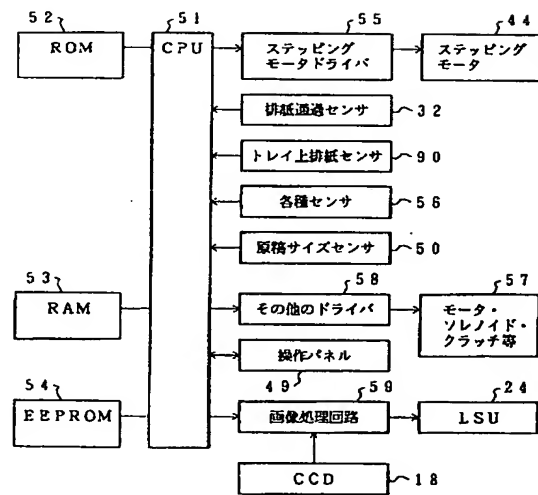 52
51
55
44
ROM
CPU
ステッピング
モータドライバ
ステッピング
モータ
排紙通過センサ
32
トレイ上排紙センサ
90
各種センサ
56
原稿サイズセンサ
50
53
58
57
RAM
その他のドライバ
モータ・
ソレノイド・
クラッチ等
操作パネル
54
49
59
24
EEPROM
画像処理回路
LSU
CCD
18